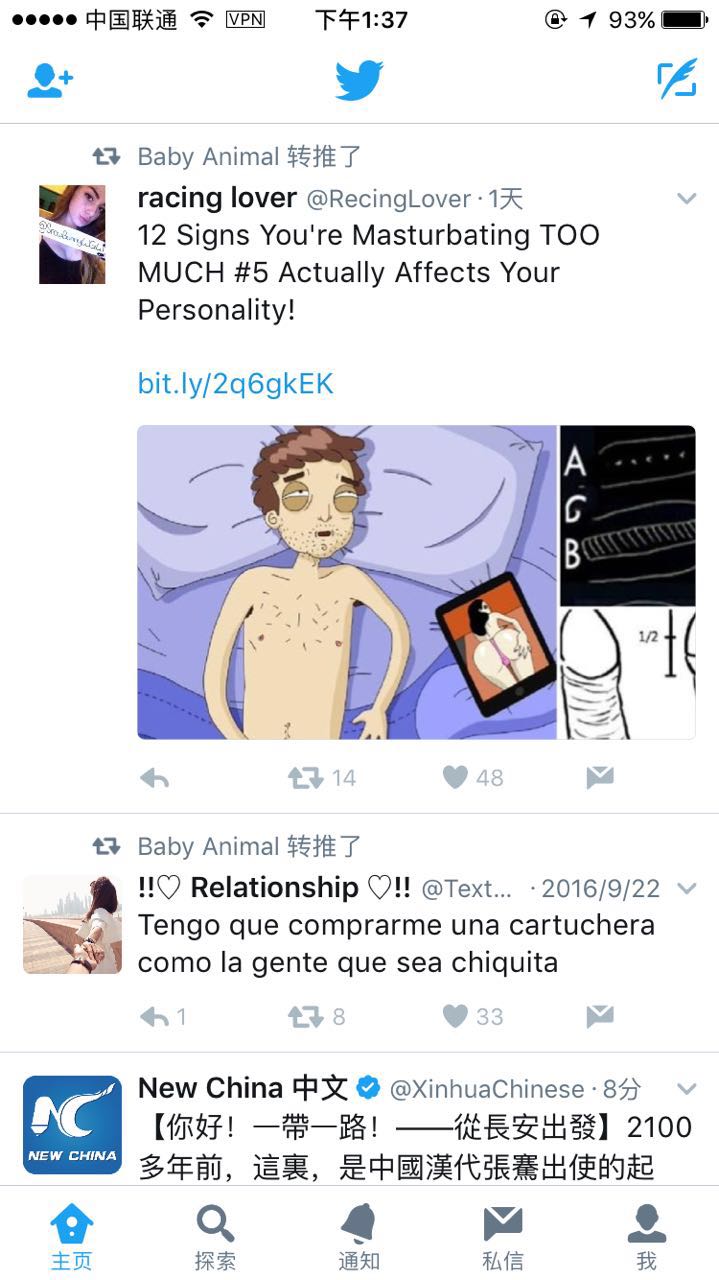 中国联通 VPN 下午1:37 93%
Baby Animal 转推了
racing lover @RecingLover · 1天
12 Signs You're Masturbating TOO
MUCH #5 Actually Affects Your
Personality!
bit.ly/2q6gkEK
A
G
B
1/2
14 48
Baby Animal 转推了
!!♡ Relationship ♡!! @Text... · 2016/9/22
Tengo que comprarme una cartuchera
como la gente que sea chiquita
1 8 33
New China 中文 @XinhuaChinese · 8分
【你好！一帶一路！——從長安出發】2100
多年前，這裏，是中國漢代張騫出使的起
NEW CHINA
主页 探索 通知 私信 我